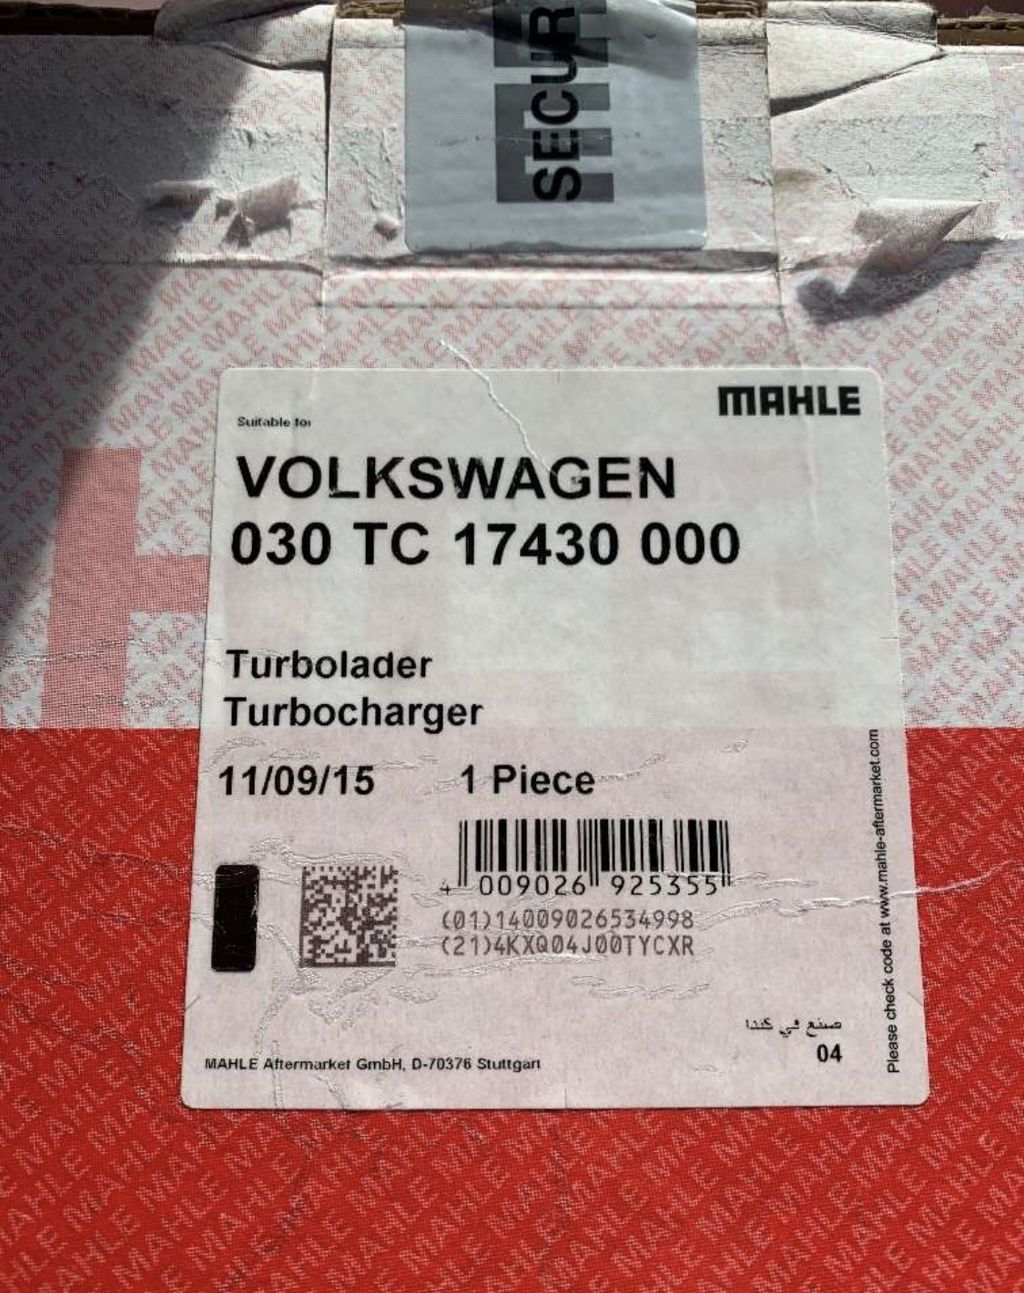 SECUR
MAHLE
Suitable for
VOLKSWAGEN
030 TC 17430 000
Turbolader
Turbocharger
11/09/15 1 Piece
4 009026 925355
(01)14009026534998
(21)4KXQ04J00TYCXR
صنع في كندا
04
MAHLE Aftermarket GmbH, D-70376 Stuttgart
Please check code at www.mahle-aftermarket.com